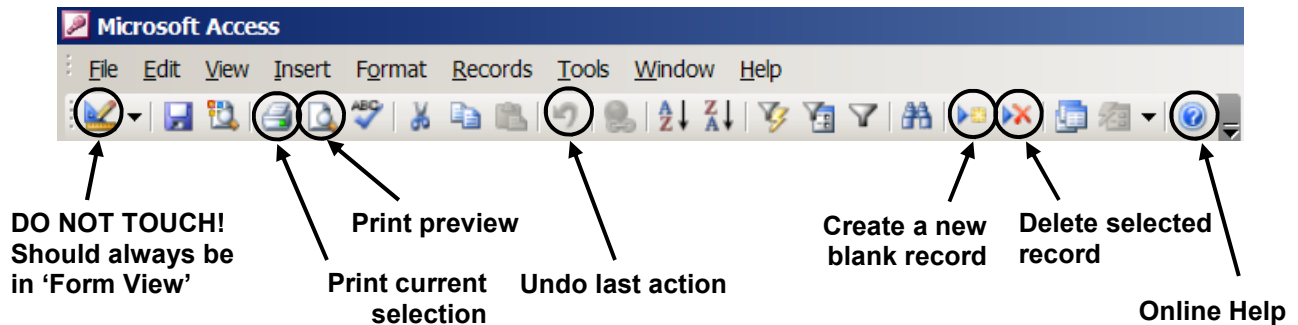 Microsoft Access
File Edit View Insert Format Records Tools Window Help
ABC
A
Z
Z
A
DO NOT TOUCH!
Should always be
in ‘Form View’
Print preview
Print current
selection
Undo last action
Create a new
blank record
Delete selected
record
Online Help